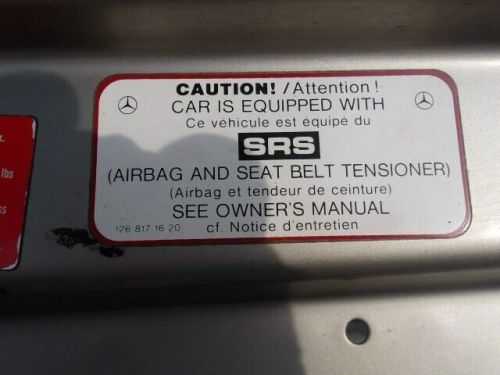 CAUTION! / Attention !
CAR IS EQUIPPED WITH
Ce véhicule est équipé du
SRS
(AIRBAG AND SEAT BELT TENSIONER)
(Airbag et tendeur de ceinture)
SEE OWNER'S MANUAL
126 817 16 20 cf. Notice d'entretien
lbs